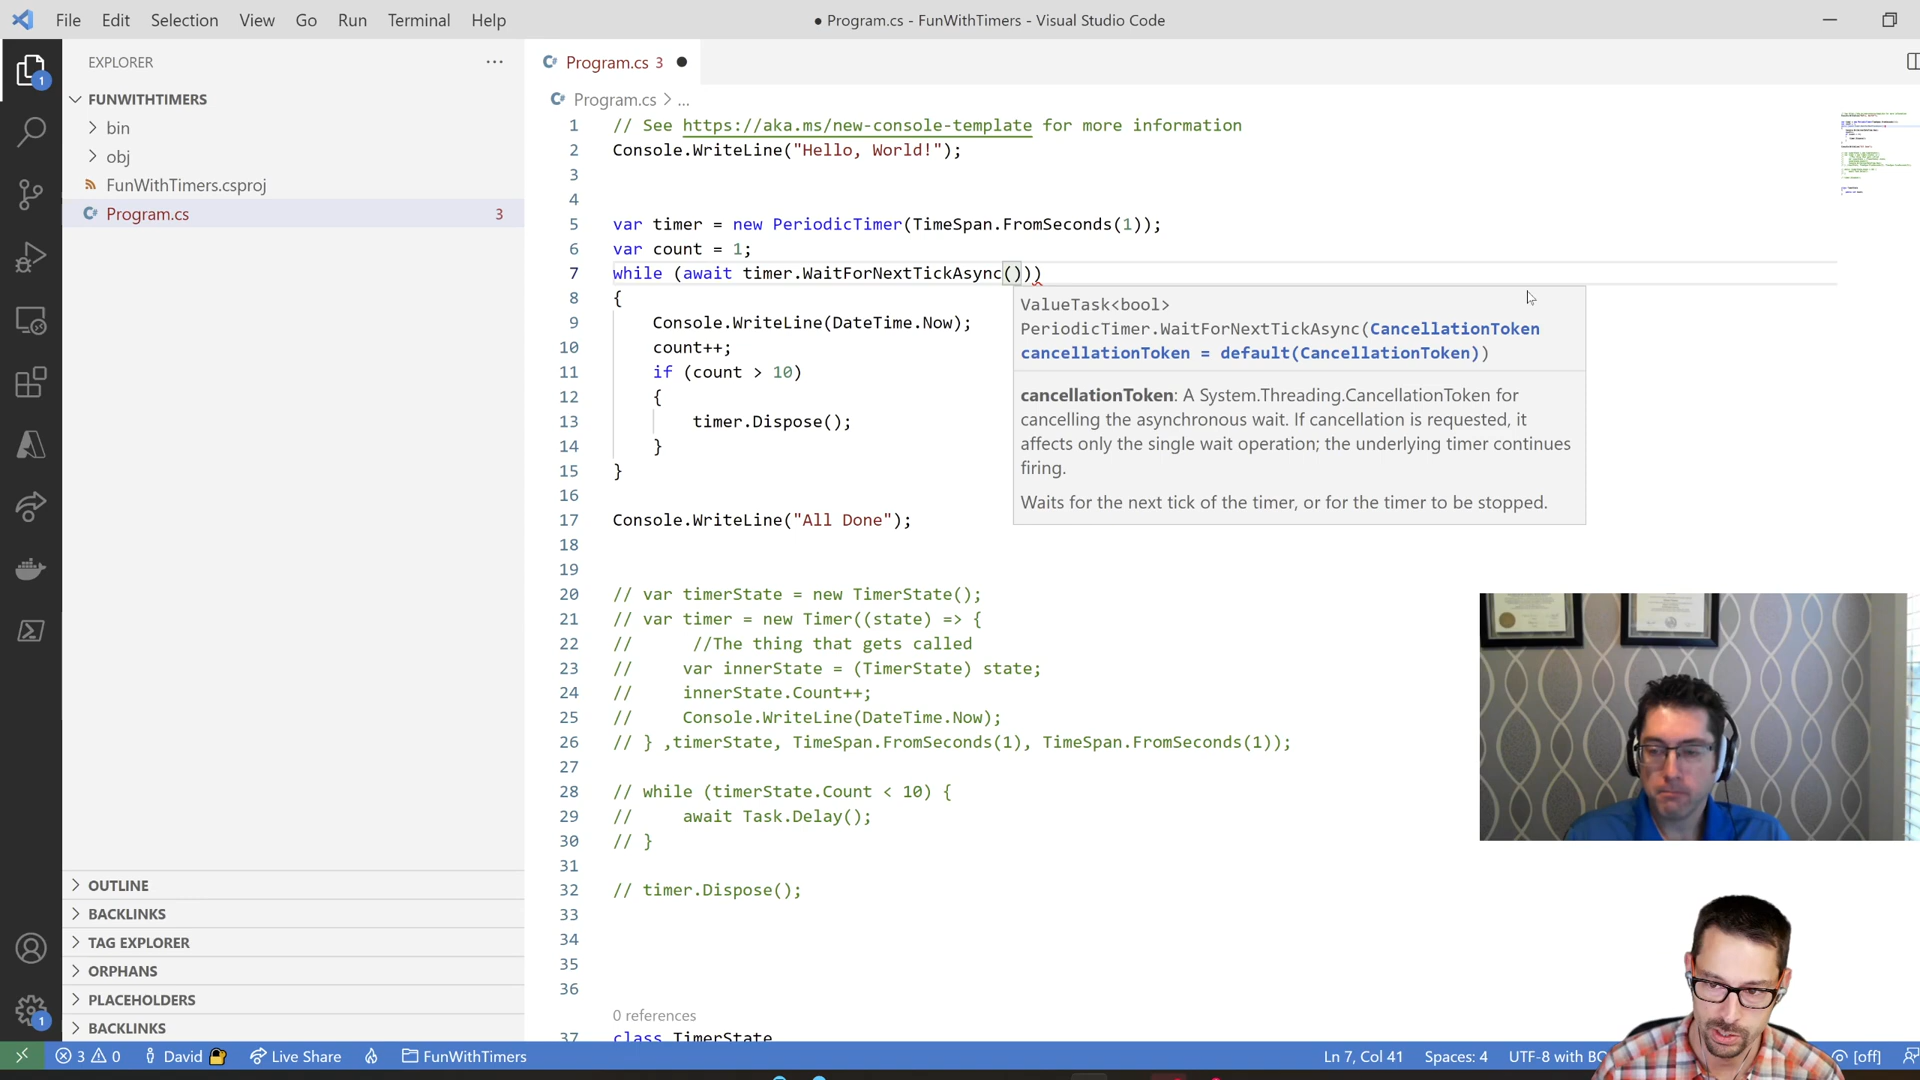 File Edit Selection View Go Run Terminal Help
● Program.cs - FunWithTimers - Visual Studio Code
EXPLORER
FUNWITHTIMERS
bin
obj
FunWithTimers.csproj
Program.cs 3
OUTLINE
BACKLINKS
TAG EXPLORER
ORPHANS
PLACEHOLDERS
BACKLINKS
1
1
Program.cs 3 ●
Program.cs > ...
1 // See https://aka.ms/new-console-template for more information
2 Console.WriteLine("Hello, World!");
3
4
5 var timer = new PeriodicTimer(TimeSpan.FromSeconds(1));
6 var count = 1;
7 while (await timer.WaitForNextTickAsync()))
8 {
9 Console.WriteLine(DateTime.Now);
10 count++;
11 if (count > 10)
12 {
13 timer.Dispose();
14 }
15 }
16
17 Console.WriteLine("All Done");
18
19
20 // var timerState = new TimerState();
21 // var timer = new Timer((state) => {
22 // //The thing that gets called
23 // var innerState = (TimerState) state;
24 // innerState.Count++;
25 // Console.WriteLine(DateTime.Now);
26 // } ,timerState, TimeSpan.FromSeconds(1), TimeSpan.FromSeconds(1));
27
28 // while (timerState.Count < 10) {
29 // await Task.Delay();
30 // }
31
32 // timer.Dispose();
33
34
35
36
0 references
37 class TimerState
ValueTask<bool>
PeriodicTimer.WaitForNextTickAsync(CancellationToken
cancellationToken = default(CancellationToken))
cancellationToken: A System.Threading.CancellationToken for
cancelling the asynchronous wait. If cancellation is requested, it
affects only the single wait operation; the underlying timer continues
firing.
Waits for the next tick of the timer, or for the timer to be stopped.
3 0 David Live Share FunWithTimers
Ln 7, Col 41 Spaces: 4 UTF-8 with [off]